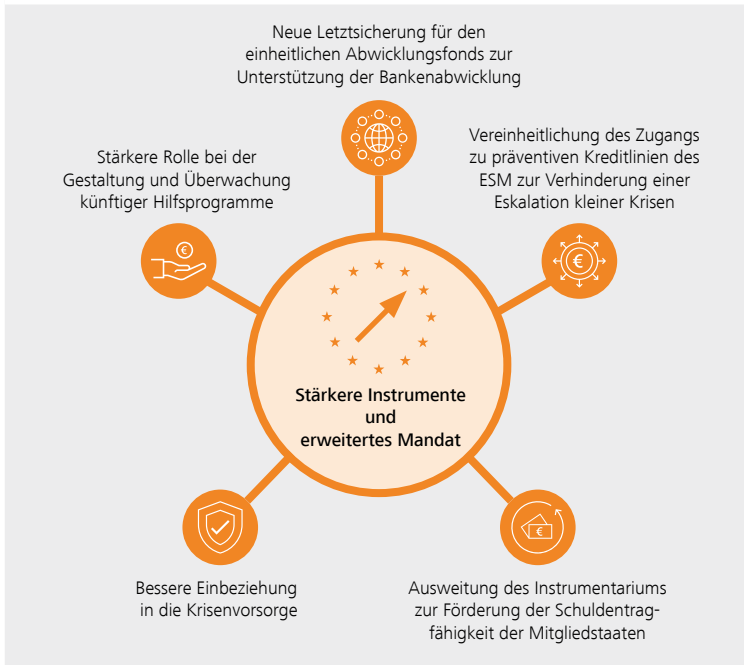 Neue Letztsicherung für den
einheitlichen Abwicklungsfonds zur
Unterstützung der Bankenabwicklung
Stärkere Rolle bei der
Gestaltung und Überwachung
künftiger Hilfsprogramme
Vereinheitlichung des Zugangs
zu präventiven Kreditlinien des
ESM zur Verhinderung einer
Eskalation kleiner Krisen
€
€
Stärkere Instrumente
und
erweitertes Mandat
€
Bessere Einbeziehung
in die Krisenvorsorge
Ausweitung des Instrumentariums
zur Förderung der Schuldentrag-
fähigkeit der Mitgliedstaaten